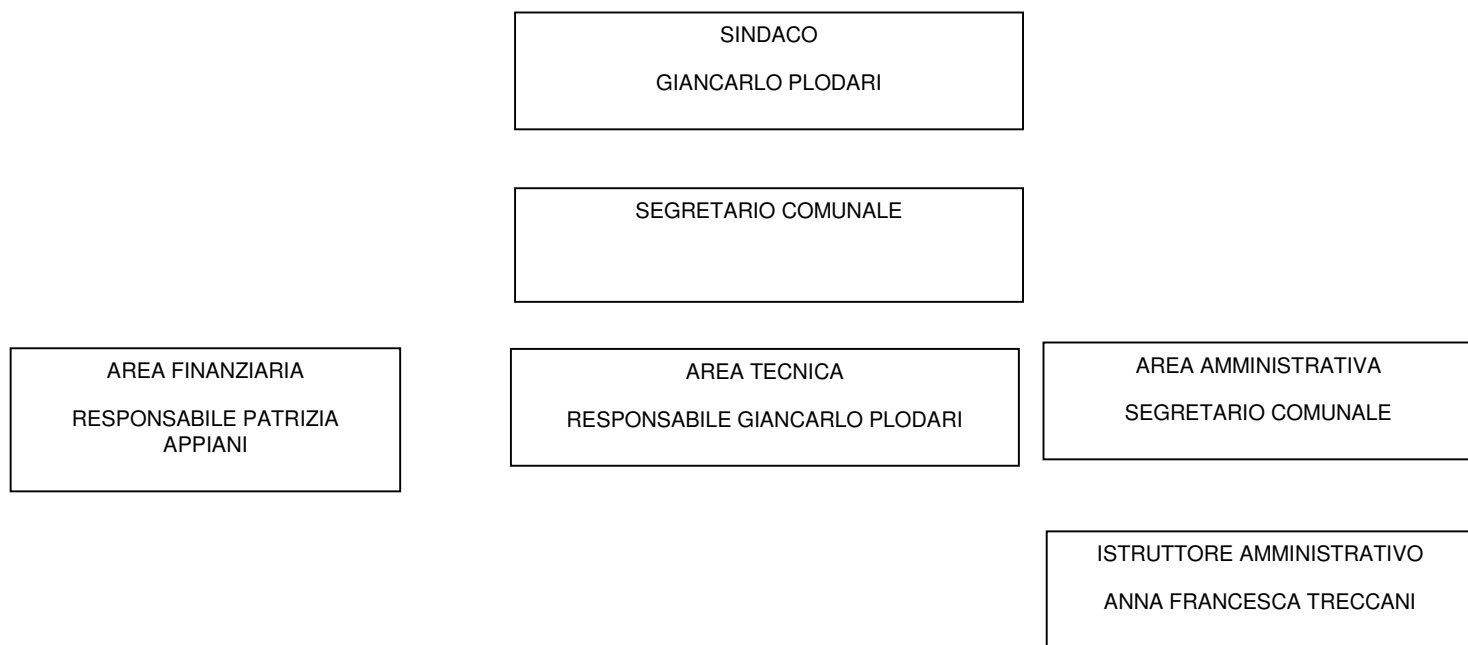 SINDACO
GIANCARLO PLODARI
SEGRETARIO COMUNALE
AREA FINANZIARIA
RESPONSABILE PATRIZIA
APPIANI
AREA TECNICA
RESPONSABILE GIANCARLO PLODARI
AREA AMMINISTRATIVA
SEGRETARIO COMUNALE
ISTRUTTORE AMMINISTRATIVO
ANNA FRANCESCA TRECCANI